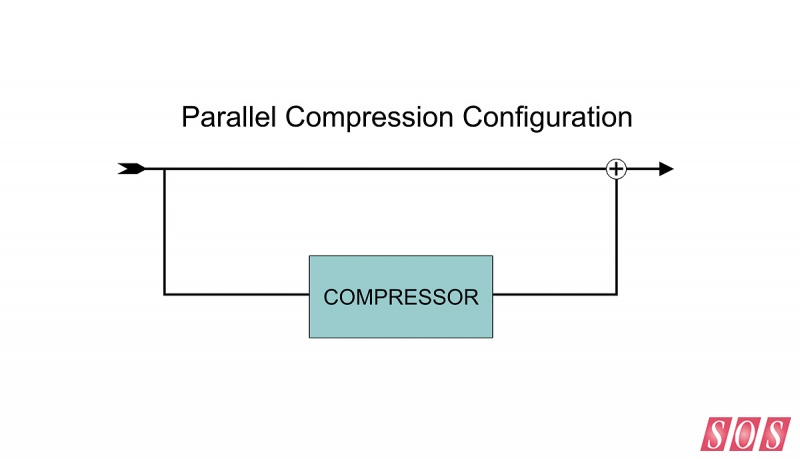 Parallel Compression Configuration
+
COMPRESSOR
SOS